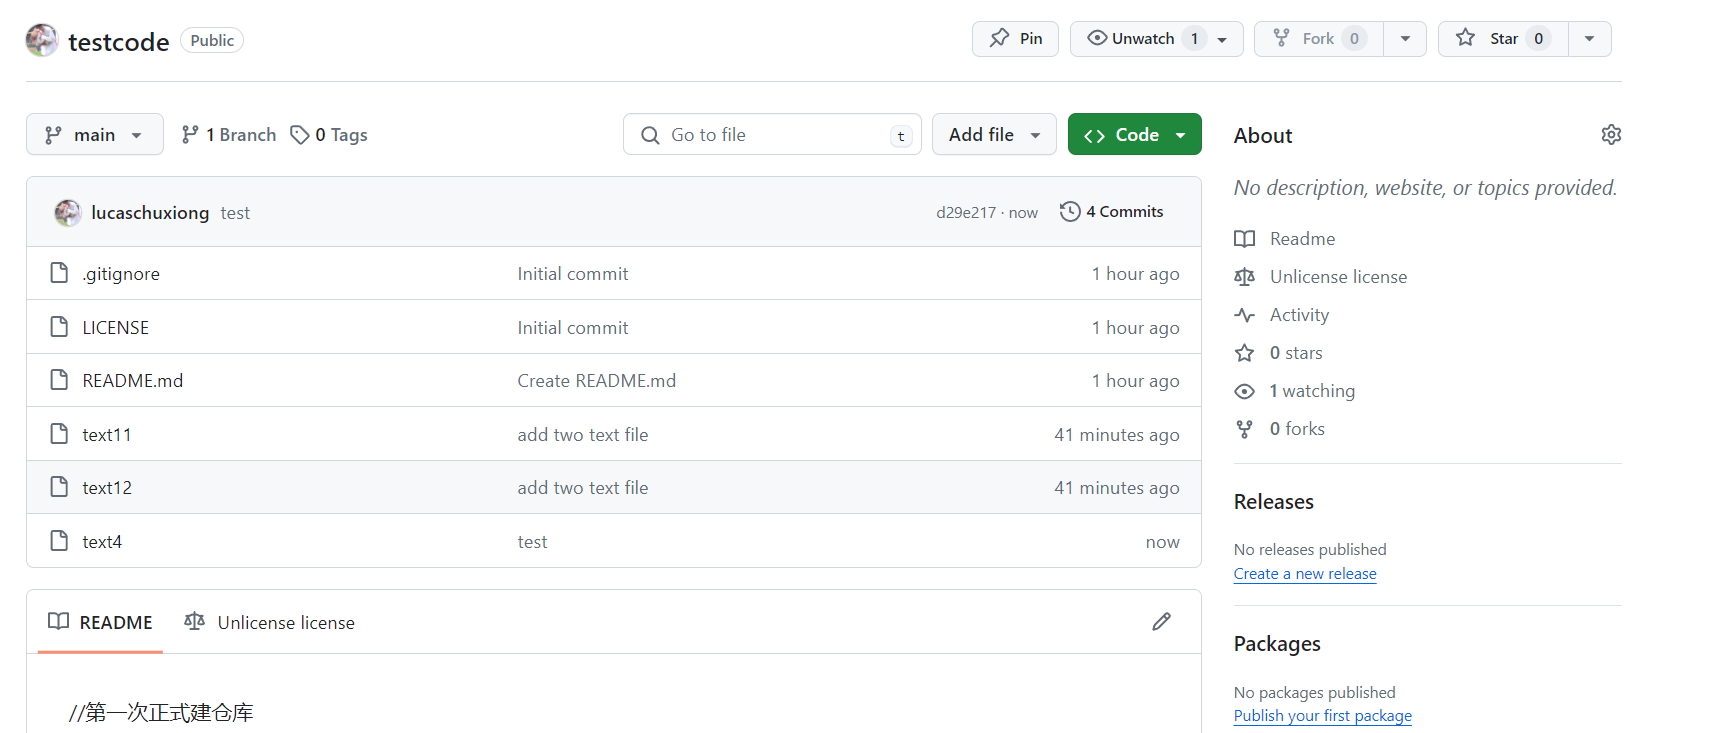 testcode Public Pin Unwatch 1 Fork 0 Star 0
main 1 Branch 0 Tags Go to file t Add file Code
lucaschuxiong test d29e217 · now 4 Commits
.gitignore Initial commit 1 hour ago
LICENSE Initial commit 1 hour ago
README.md Create README.md 1 hour ago
text11 add two text file 41 minutes ago
text12 add two text file 41 minutes ago
text4 test now
README Unlicense license
//第一次正式建仓库
About
No description, website, or topics provided.
Readme
Unlicense license
Activity
0 stars
1 watching
0 forks
Releases
No releases published
Create a new release
Packages
No packages published
Publish your first package